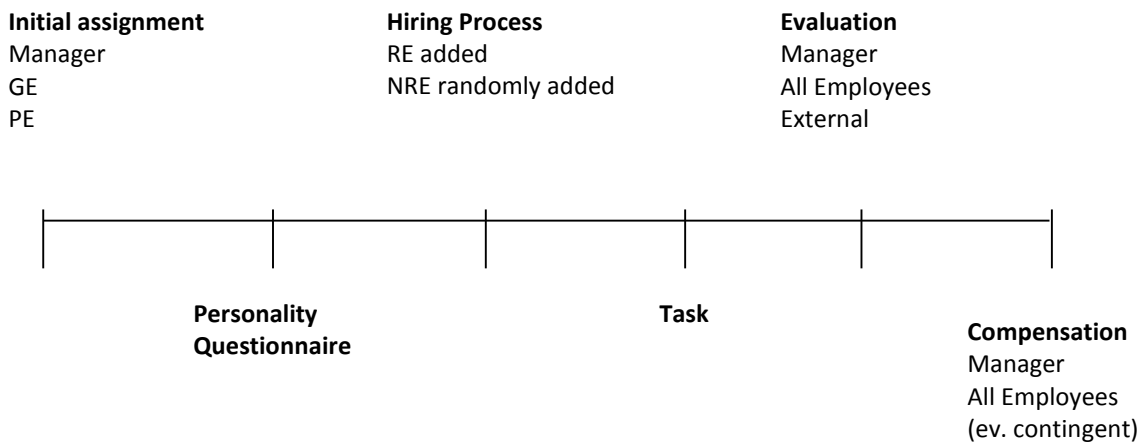 Initial assignment
Manager
GE
PE
Hiring Process
RE added
NRE randomly added
Evaluation
Manager
All Employees
External
Personality
Questionnaire
Task
Compensation
Manager
All Employees
(ev. contingent)